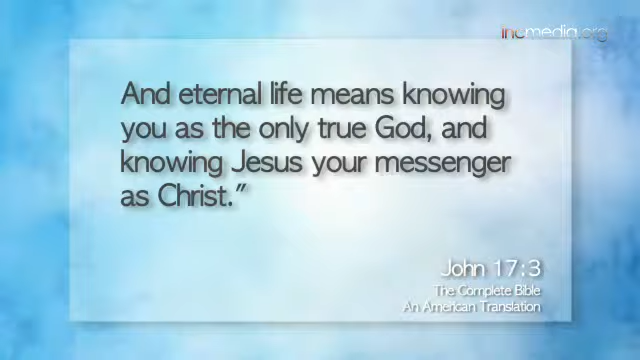 incmedia.org
And eternal life means knowing
you as the only true God, and
knowing Jesus your messenger
as Christ.”
John 17:3
The Complete Bible
An American Translation